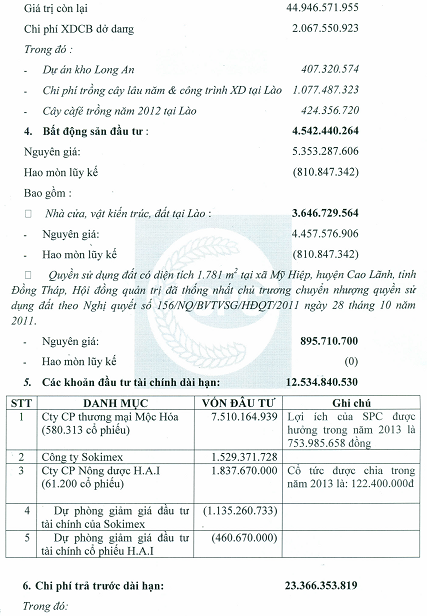 Giá trị còn lại 44.946.571.955
Chi phí XDCB dở dang 2.067.550.923
Trong đó :
- Dự án kho Long An 407.320.574
- Chi phí trồng cây lâu năm & công trình XD tại Lào 1.077.487.323
- Cây càfê trồng năm 2012 tại Lào 424.356.720
4. Bất động sản đầu tư : 4.542.440.264
Nguyên giá: 5.353.287.606
Hao mòn lũy kế (810.847.342)
Bao gồm :
□ Nhà cửa, vật kiến trúc, đất tại Lào : 3.646.729.564
- Nguyên giá: 4.457.576.906
- Hao mòn lũy kế (810.847.342)
□ Quyền sử dụng đất có diện tích 1.781 m² tại xã Mỹ Hiệp, huyện Cao Lãnh, tỉnh
Đồng Tháp, Hội đồng quản trị đã thống nhất chủ trương chuyển nhượng quyền sử
dụng đất theo Nghị quyết số 156/NQ/BVTVSG/HĐQT/2011 ngày 28 tháng 10 năm
2011.
- Nguyên giá: 895.710.700
- Hao mòn lũy kế (0)
5. Các khoản đầu tư tài chính dài hạn: 12.534.840.530
STT DANH MỤC VỐN ĐẦU TƯ Ghi chú
1 Cty CP thương mại Mộc Hóa 7.510.164.939 Lợi ích của SPC được
(580.313 cổ phiếu) hưởng trong năm 2013 là
753.985.658 đồng
2 Công ty Sokimex 1.529.371.728
3 Cty CP Nông dược H.A.I 1.837.670.000 Cổ tức được chia trong
(61.200 cổ phiếu) năm 2013 là: 122.400.000đ
4 Dự phòng giảm giá đầu tư (1.135.260.733)
tài chính của Sokimex
5 Dự phòng giảm giá đầu tư (460.670.000)
tài chính cổ phiếu H.A.I
6. Chi phí trả trước dài hạn: 23.366.353.819
Trong đó: